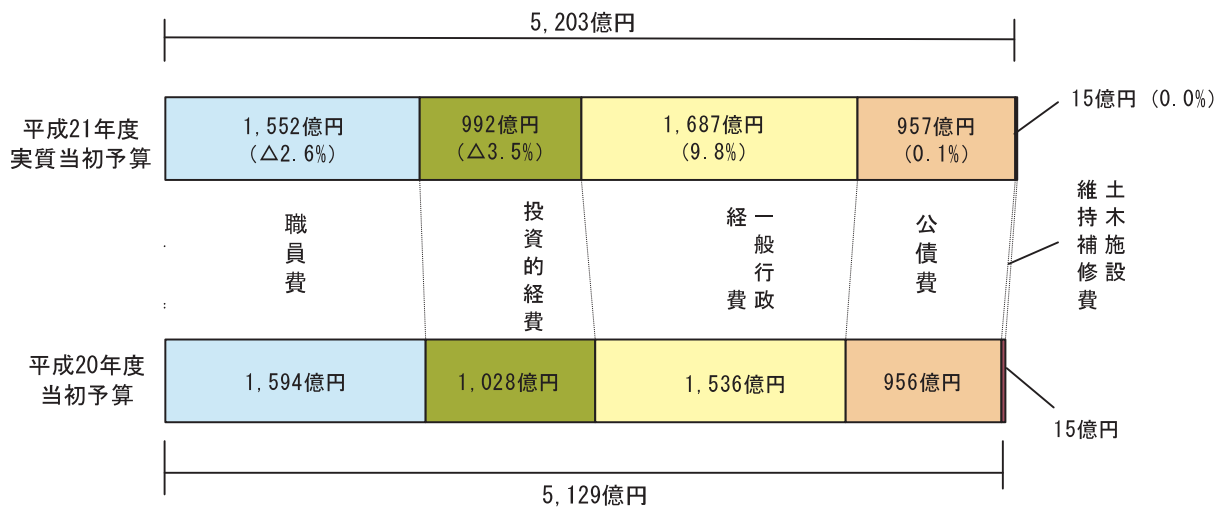 5,203億円
平成21年度
実質当初予算
1,552億円
(△2.6%)
992億円
(△3.5%)
1,687億円
(9.8%)
957億円
(0.1%)
15億円 (0.0%)
職員費
投資的経費
一般行政
経費
公債費
土木施設
維持補修費
平成20年度
当初予算
1,594億円
1,028億円
1,536億円
956億円
15億円
5,129億円